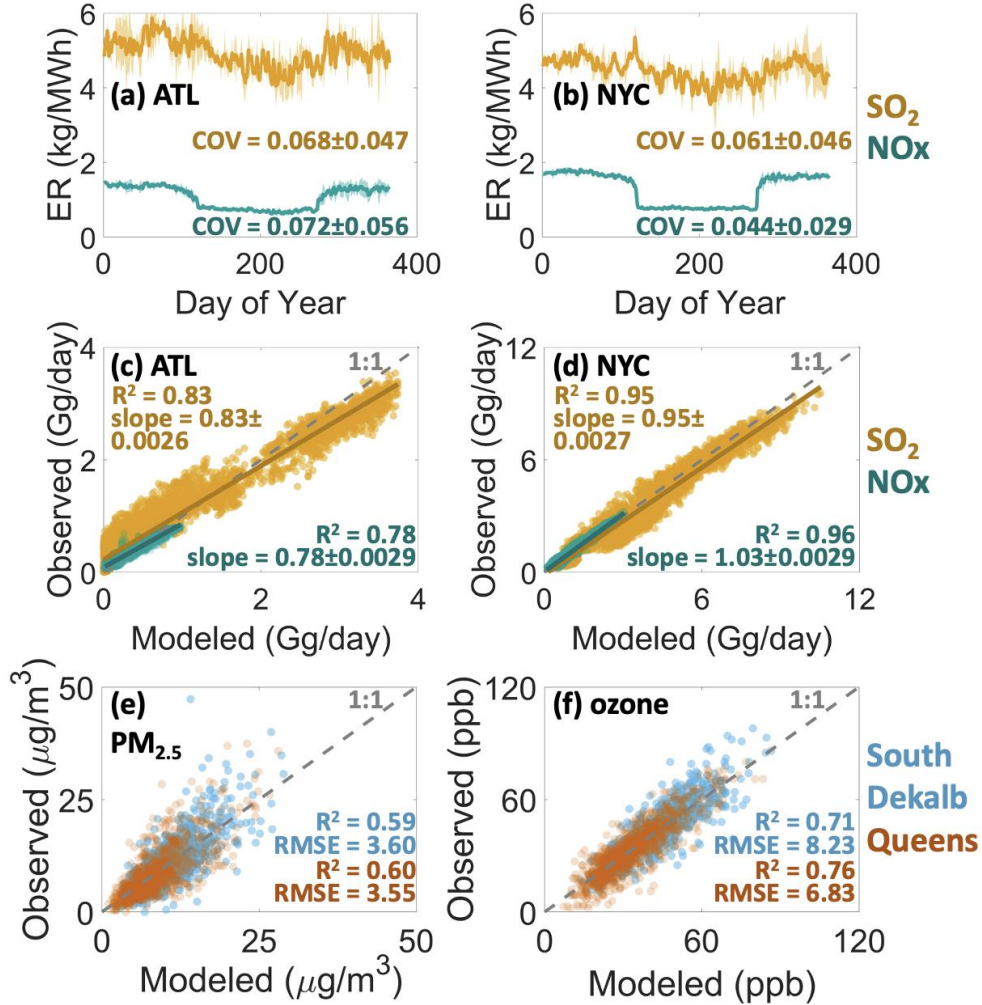 6
4
2
0
ER (kg/MWh)
(a) ATL
COV = 0.068±0.047
COV = 0.072±0.056
0
200
400
Day of Year
6
4
2
0
ER (kg/MWh)
(b) NYC
COV = 0.061±0.046
COV = 0.044±0.029
0
200
400
Day of Year
SO₂
NOx
4
2
0
Observed (Gg/day)
(c) ATL
1:1
R² = 0.83
slope = 0.83±
0.0026
R² = 0.78
slope = 0.78±0.0029
0
2
4
Modeled (Gg/day)
12
6
0
Observed (Gg/day)
(d) NYC
1:1
R² = 0.95
slope = 0.95±
0.0027
R² = 0.96
slope = 1.03±0.0029
0
6
12
Modeled (Gg/day)
SO₂
NOx
50
25
0
Observed (μg/m³)
(e)
PM₂.₅
1:1
R² = 0.59
RMSE = 3.60
R² = 0.60
RMSE = 3.55
0
25
50
Modeled (μg/m³)
120
60
0
Observed (ppb)
(f) ozone
1:1
R² = 0.71
RMSE = 8.23
R² = 0.76
RMSE = 6.83
0
60
120
Modeled (ppb)
South
Dekalb
Queens